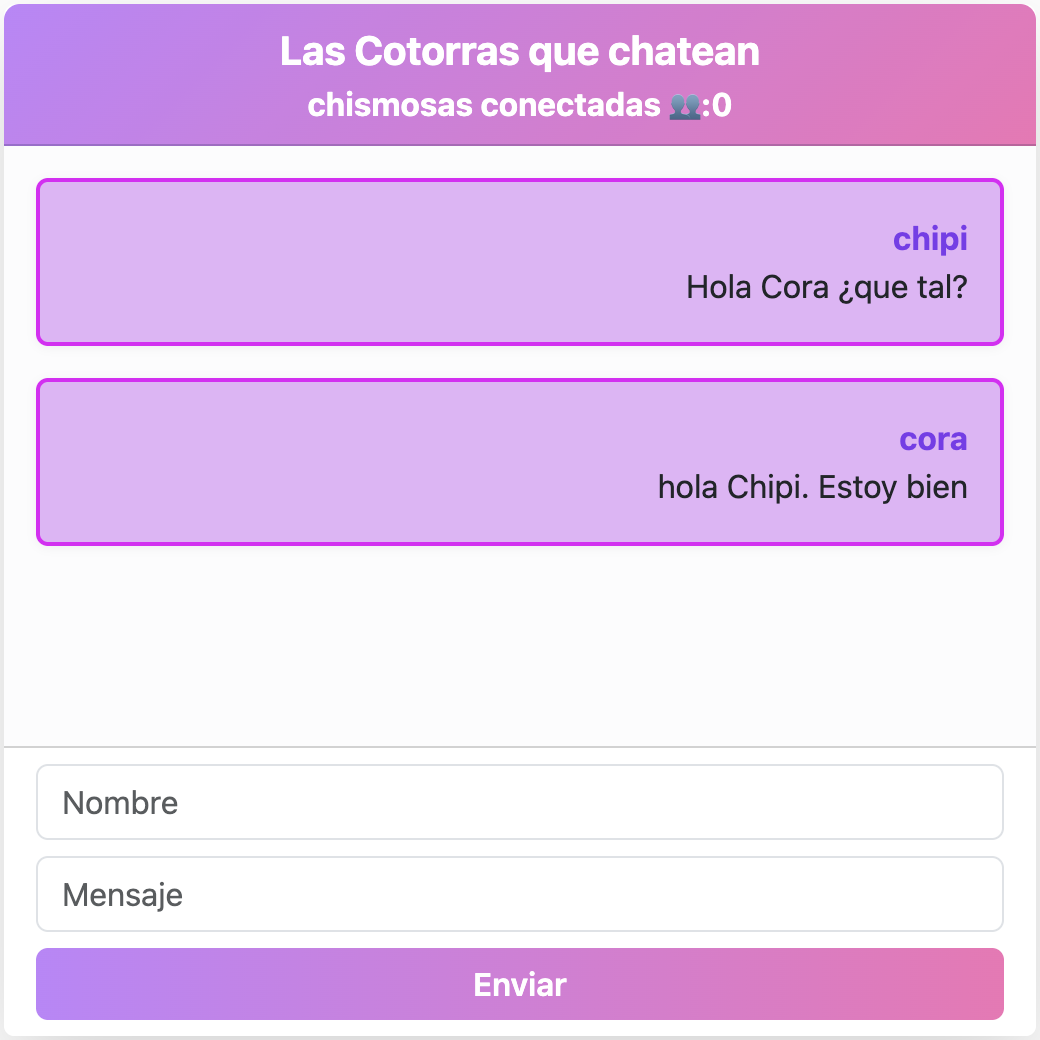 Las Cotorras que chatean
chismosas conectadas 👥:0
chipi
Hola Cora ¿que tal?
cora
hola Chipi. Estoy bien
Nombre
Mensaje
Enviar